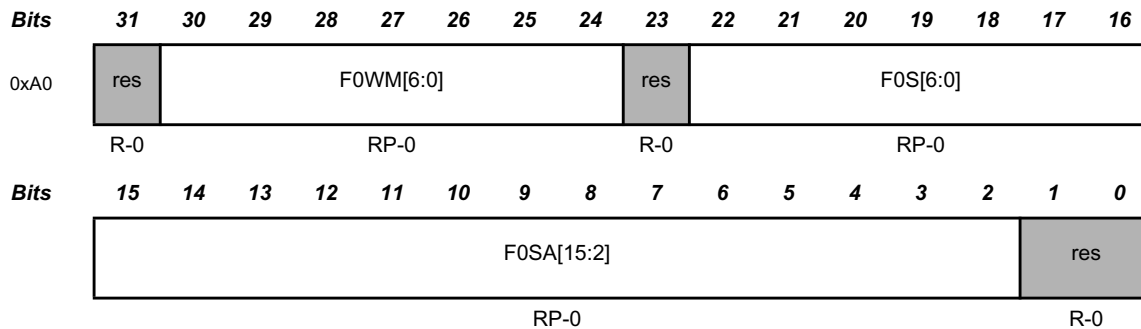 Bits 31 30 29 28 27 26 25 24 23 22 21 20 19 18 17 16
0xA0 res F0WM[6:0] res F0S[6:0]
R-0 RP-0 R-0 RP-0
Bits 15 14 13 12 11 10 9 8 7 6 5 4 3 2 1 0
F0SA[15:2] res
RP-0 R-0